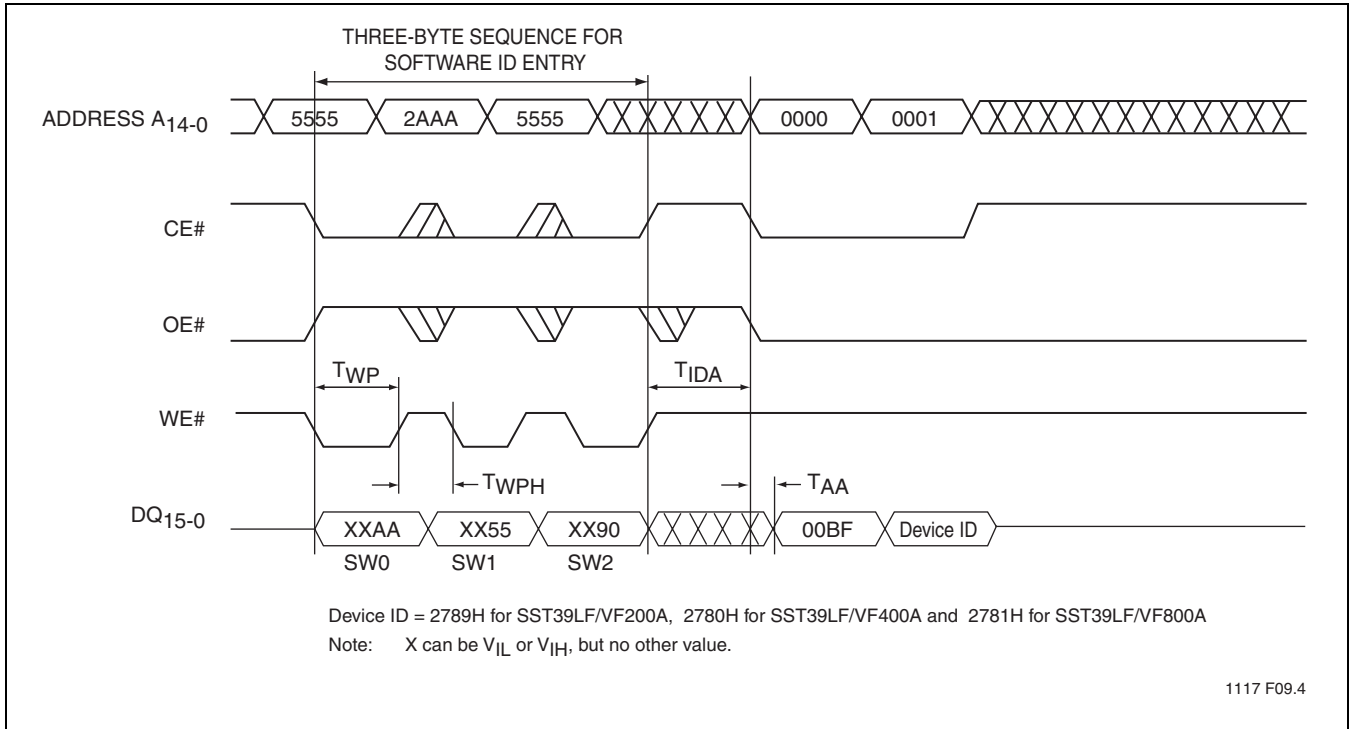 THREE-BYTE SEQUENCE FOR
SOFTWARE ID ENTRY
ADDRESS A14-0
5555 2AAA 5555 0000 0001
CE#
OE#
TWP TIDA
WE#
TWPH TAA
DQ15-0
XXAA XX55 XX90 00BF Device ID
SW0 SW1 SW2
Device ID = 2789H for SST39LF/VF200A, 2780H for SST39LF/VF400A and 2781H for SST39LF/VF800A
Note: X can be VIL or VIH, but no other value.
1117 F09.4